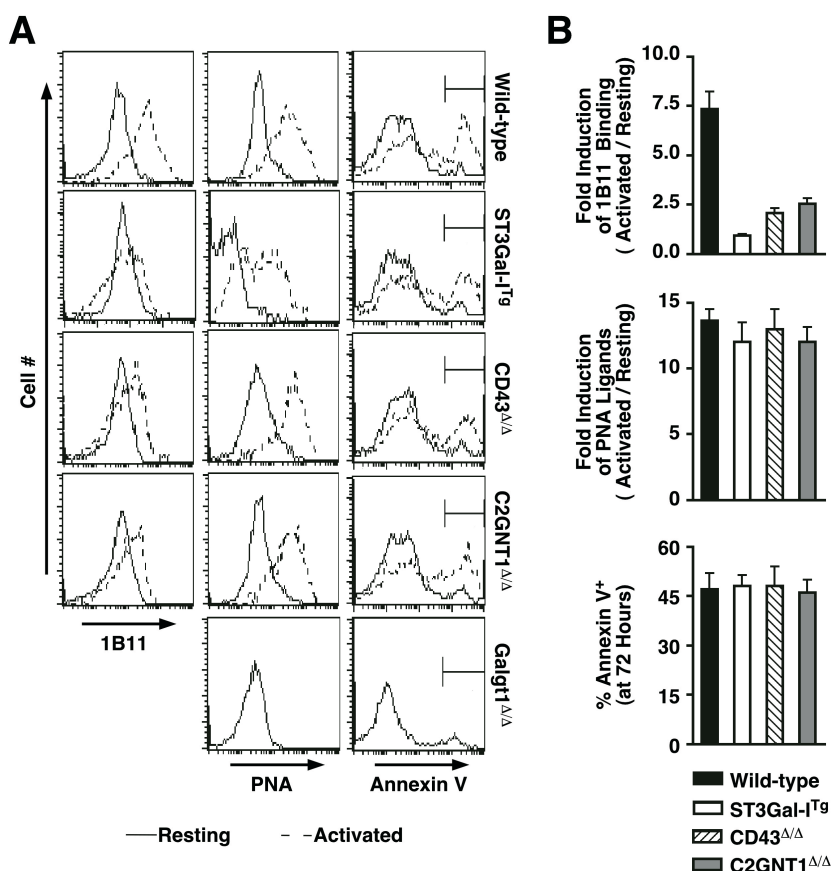 A
Cell #
Wild-type
ST3Gal-I^Tg
CD43^Δ/Δ
C2GNT1^Δ/Δ
Galgt1^Δ/Δ
1B11
PNA
Annexin V
Resting
Activated
B
Fold Induction
of 1B11 Binding
( Activated / Resting)
10.0
7.5
5.0
2.5
0.0
Fold Induction
of PNA Ligands
( Activated / Resting)
15
10
5
0
% Annexin V+
(at 72 Hours)
60
45
30
15
0
Wild-type
ST3Gal-I^Tg
CD43^Δ/Δ
C2GNT1^Δ/Δ